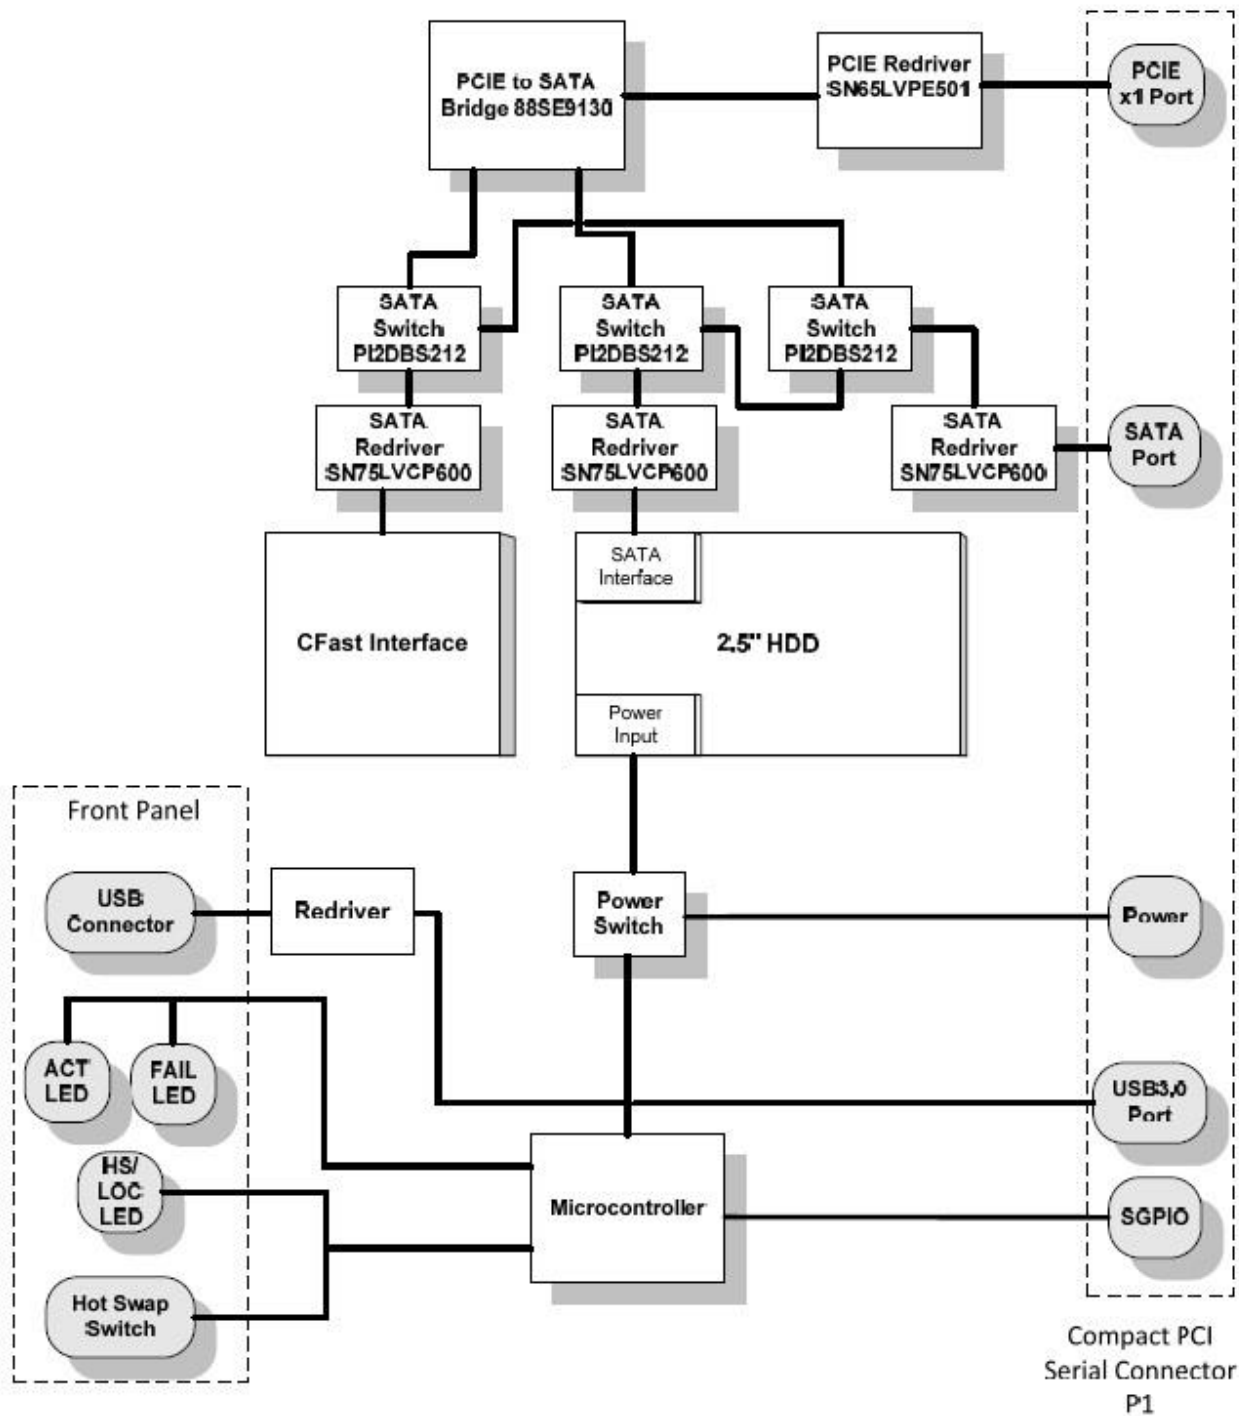 PCIE to SATA
Bridge 88SE9130
PCIE Redriver
SN65LVPE501
PCIE
x1 Port
SATA
Switch
PI2DBS212
SATA
Switch
PI2DBS212
SATA
Switch
PI2DBS212
SATA
Redriver
SN75LVCP600
SATA
Redriver
SN75LVCP600
SATA
Redriver
SN75LVCP600
SATA
Port
CFast Interface
SATA
Interface
2.5" HDD
Power
Input
Front Panel
USB
Connector
Redriver
Power
Switch
Power
ACT
LED
FAIL
LED
USB3.0
Port
HS/
LOC
LED
Microcontroller
SGPIO
Hot Swap
Switch
Compact PCI
Serial Connector
P1